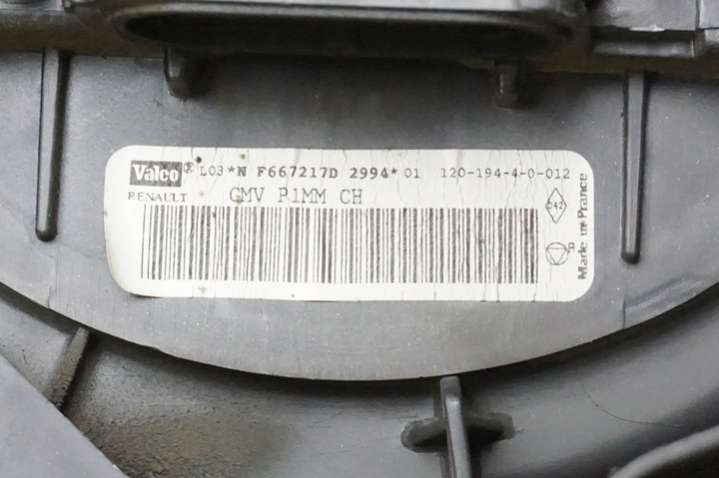 Valeo® L03 *N F667217D 2994* 01 120-194-4-0-012
RENAULT GMV P1MM CH
Made in France
R